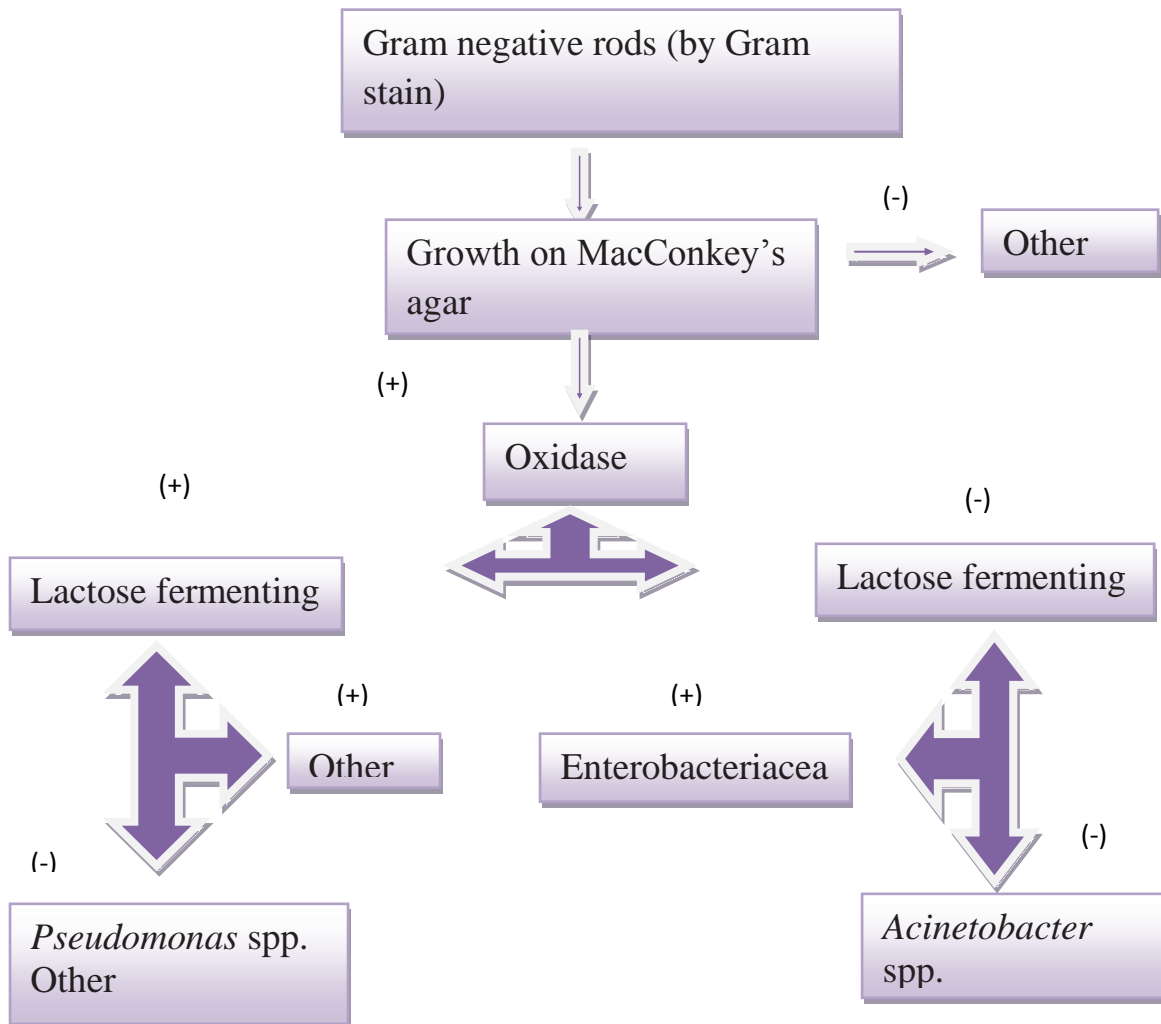 Gram negative rods (by Gram
stain)
(-)
Growth on MacConkey's
agar
Other
(+)
Oxidase
(+)
(-)
Lactose fermenting
Lactose fermenting
(+)
(+)
Other
Enterobacteriacea
(-)
(-)
Pseudomonas spp.
Other
Acinetobacter
spp.